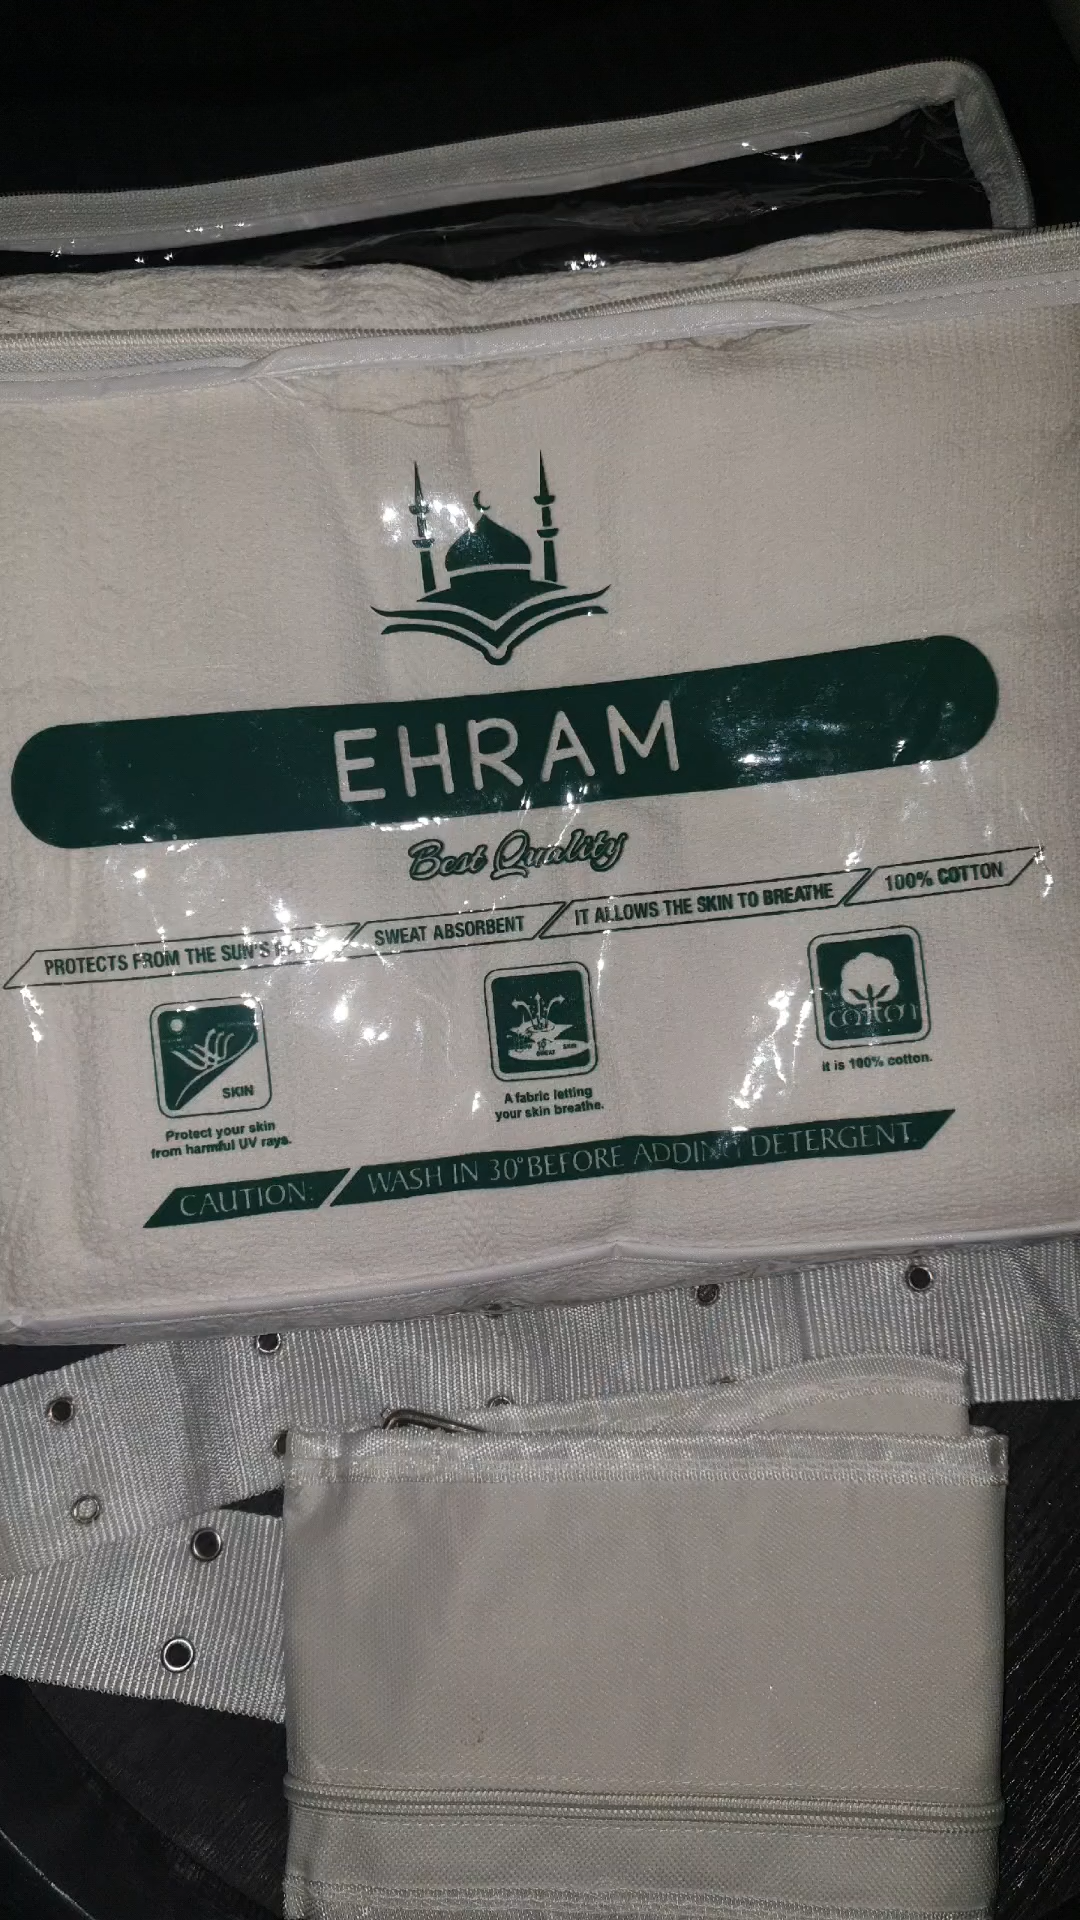 EHRAM
Best Quality
PROTECTS FROM THE SUN'S
SWEAT ABSORBENT
IT ALLOWS THE SKIN TO BREATHE
100% COTTON
SKIN
Protect your skin
from harmful UV rays.
SWEAT
SKIN
A fabric letting
your skin breathe.
cotton
it is 100% cotton.
CAUTION:
WASH IN 30° BEFORE ADDING DETERGENT.